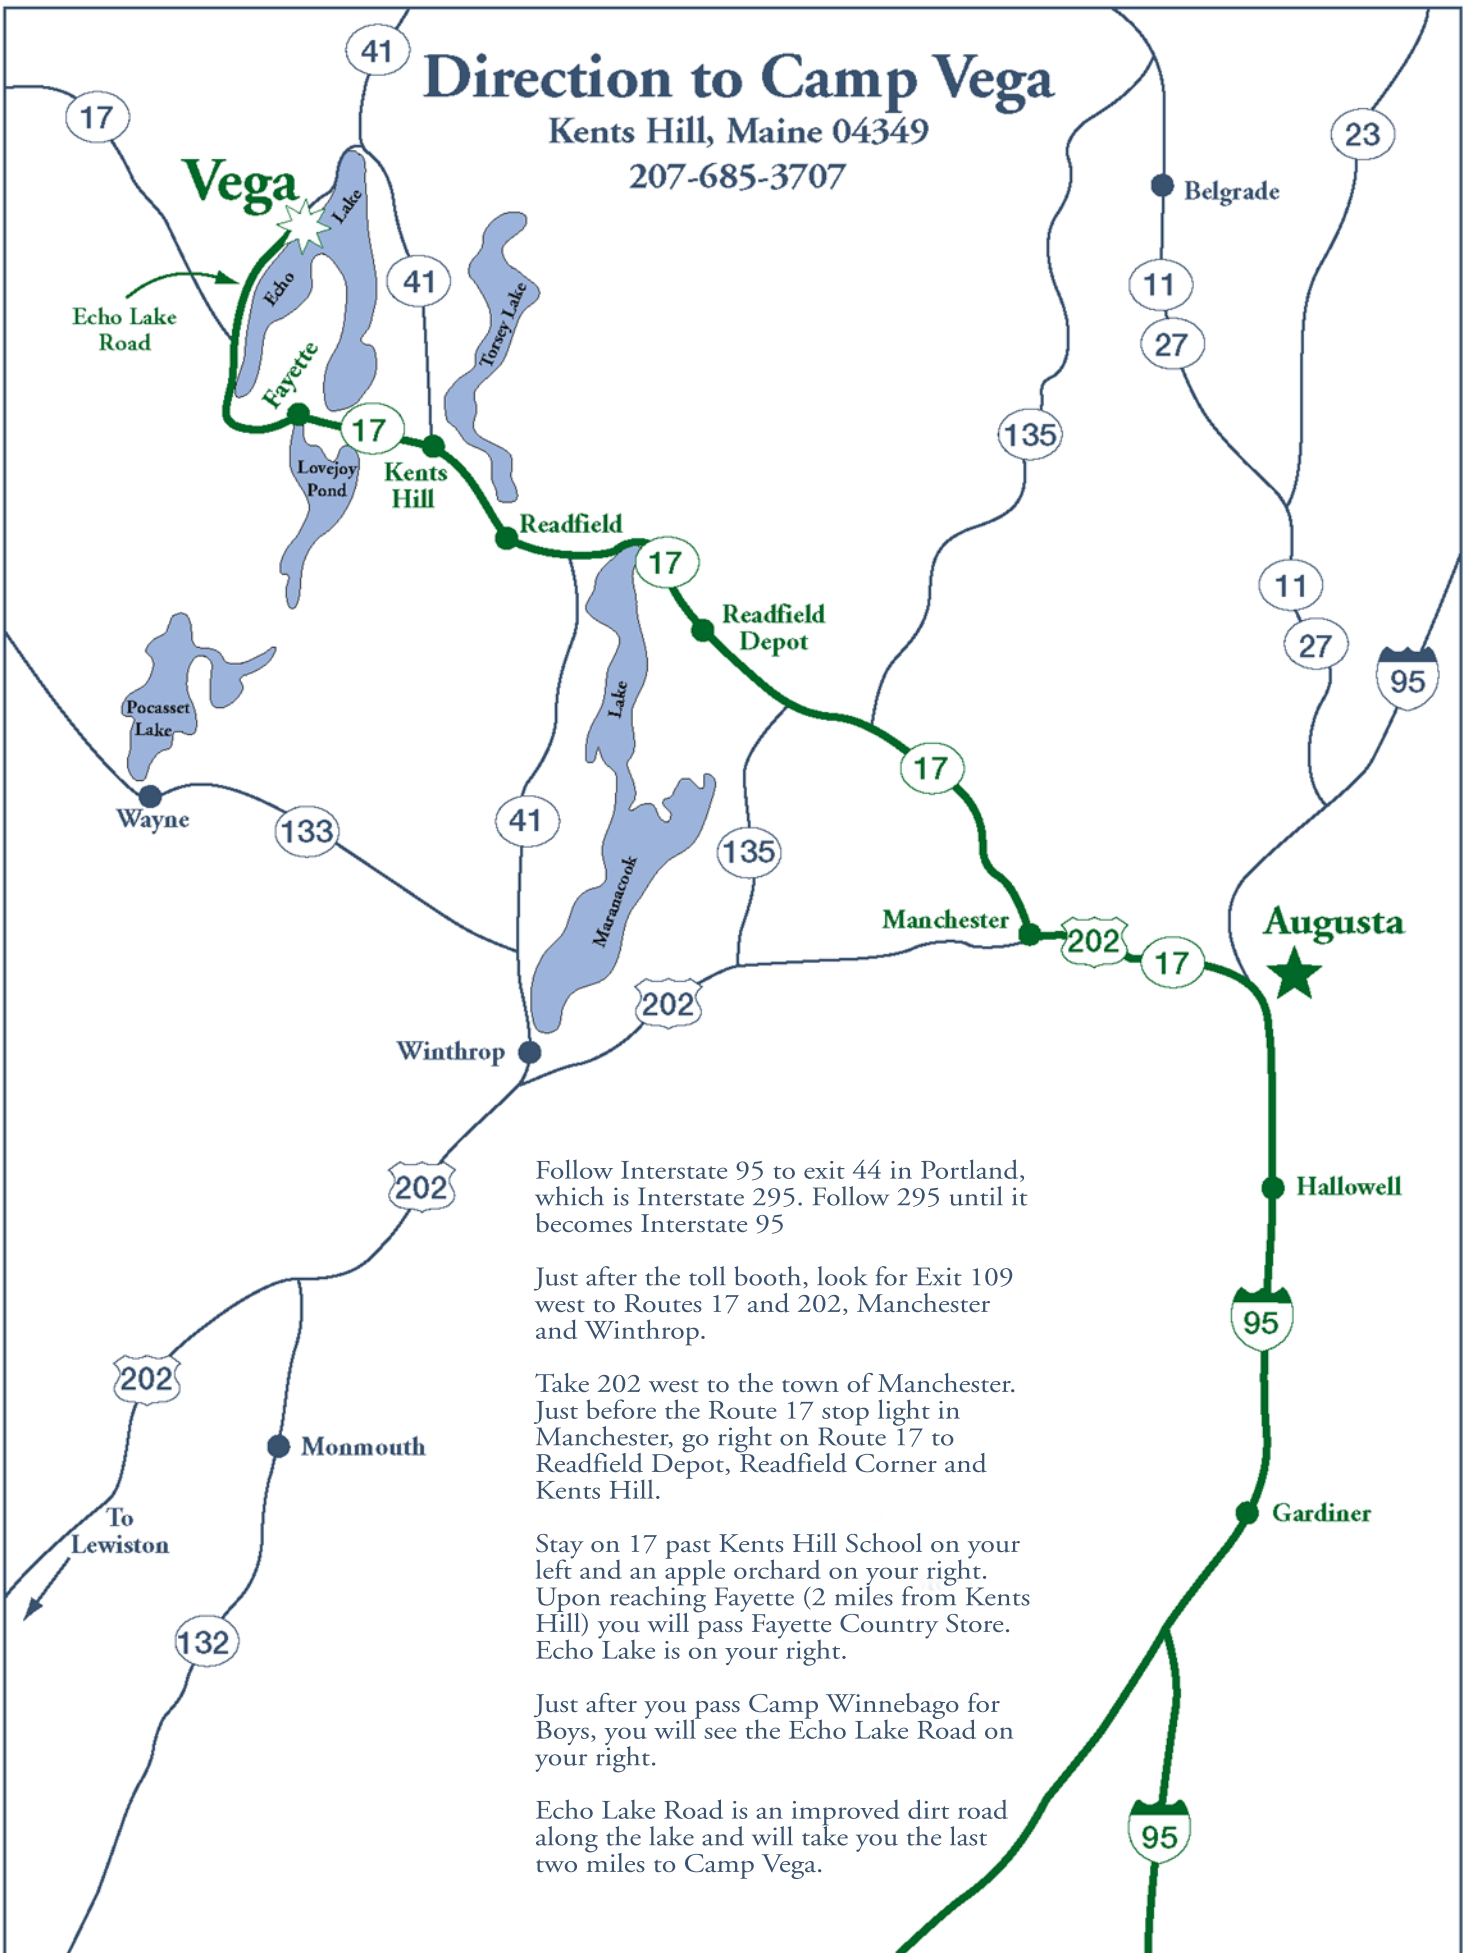 Direction to Camp Vega
Kents Hill, Maine 04349
207-685-3707
41
17
23
Vega
Lake
Belgrade
41
11
Echo
Torsey Lake
Echo Lake
Road
27
Fayette
17
135
Kents
Hill
Lovejoy
Pond
Readfield
17
11
Readfield
Depot
27
95
Lake
Pocasset
Lake
17
Wayne
133
41
135
Maranacook
Manchester
202
17
Augusta
202
Winthrop
202
Hallowell
95
202
Monmouth
Gardiner
To
Lewiston
132
95
Follow Interstate 95 to exit 44 in Portland,
which is Interstate 295. Follow 295 until it
becomes Interstate 95
Just after the toll booth, look for Exit 109
west to Routes 17 and 202, Manchester
and Winthrop.
Take 202 west to the town of Manchester.
Just before the Route 17 stop light in
Manchester, go right on Route 17 to
Readfield Depot, Readfield Corner and
Kents Hill.
Stay on 17 past Kents Hill School on your
left and an apple orchard on your right.
Upon reaching Fayette (2 miles from Kents
Hill) you will pass Fayette Country Store.
Echo Lake is on your right.
Just after you pass Camp Winnebago for
Boys, you will see the Echo Lake Road on
your right.
Echo Lake Road is an improved dirt road
along the lake and will take you the last
two miles to Camp Vega.